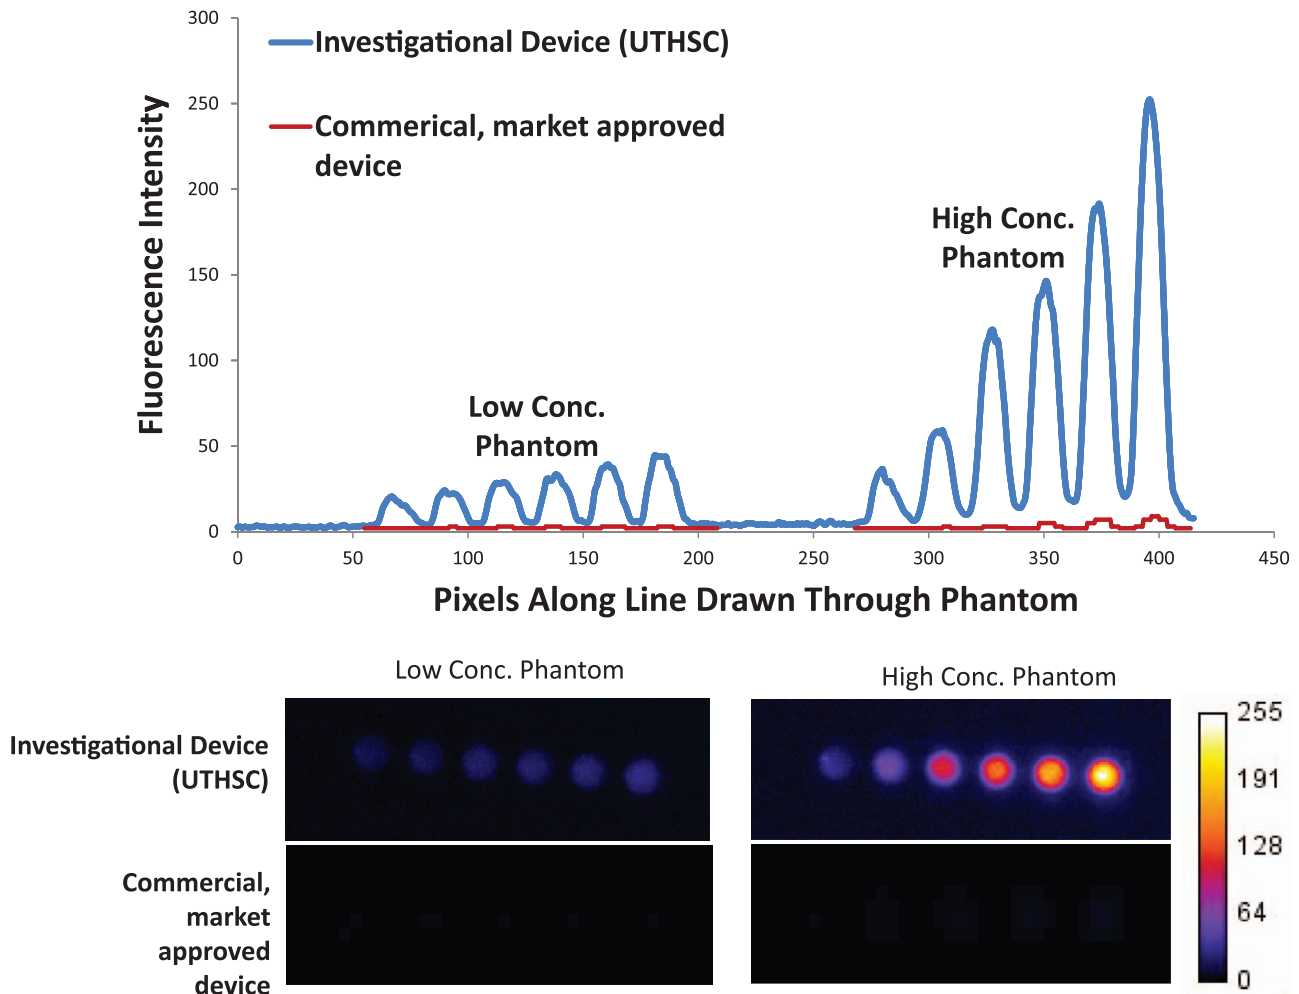 300
250
200
150
100
50
0
Fluorescence Intensity
Investigational Device (UTHSC)
Commerical, market approved
device
Low Conc.
Phantom
High Conc.
Phantom
0 50 100 150 200 250 300 350 400 450
Pixels Along Line Drawn Through Phantom
Low Conc. Phantom
High Conc. Phantom
Investigational Device
(UTHSC)
Commercial,
market
approved
device
255
191
128
64
0